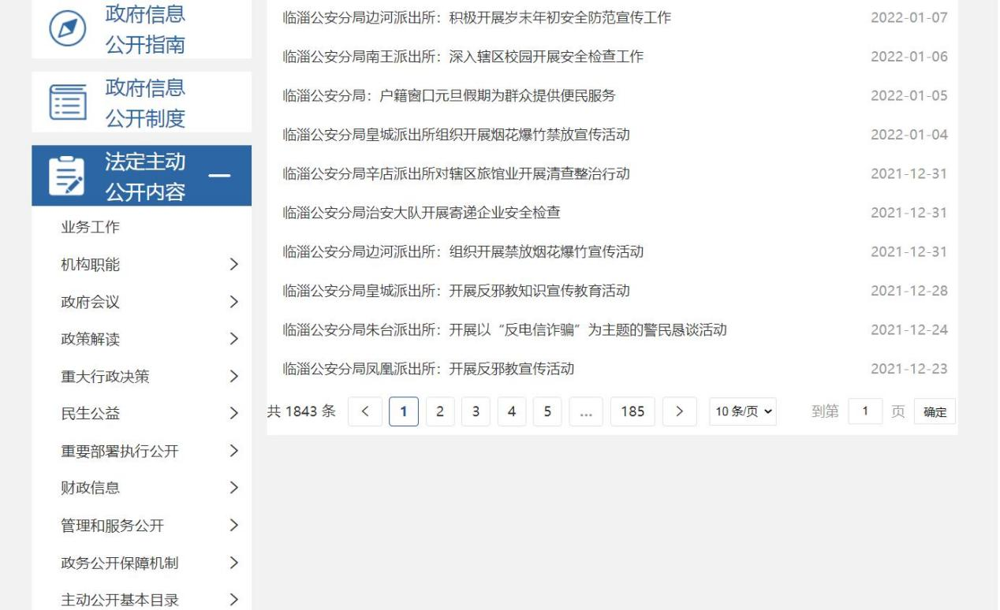 政府信息
公开指南
政府信息
公开制度
法定主动
公开内容
业务工作
机构职能
政府会议
政策解读
重大行政决策
民生公益
重要部署执行公开
财政信息
管理和服务公开
政务公开保障机制
主动公开基本目录
临淄公安分局边河派出所：积极开展岁末年初安全防范宣传工作 2022-01-07
临淄公安分局南王派出所：深入辖区校园开展安全检查工作 2022-01-06
临淄公安分局：户籍窗口元旦假期为群众提供便民服务 2022-01-05
临淄公安分局皇城派出所组织开展烟花爆竹禁放宣传活动 2022-01-04
临淄公安分局辛店派出所对辖区旅馆业开展清查整治行动 2021-12-31
临淄公安分局治安大队开展寄递企业安全检查 2021-12-31
临淄公安分局边河派出所：组织开展禁放烟花爆竹宣传活动 2021-12-31
临淄公安分局皇城派出所：开展反邪教知识宣传教育活动 2021-12-28
临淄公安分局朱台派出所：开展以“反电信诈骗”为主题的警民恳谈活动 2021-12-24
临淄公安分局凤凰派出所：开展反邪教宣传活动 2021-12-23
共 1843 条 < 1 2 3 4 5 ... 185 > 10 条/页 到第 1 页 确定